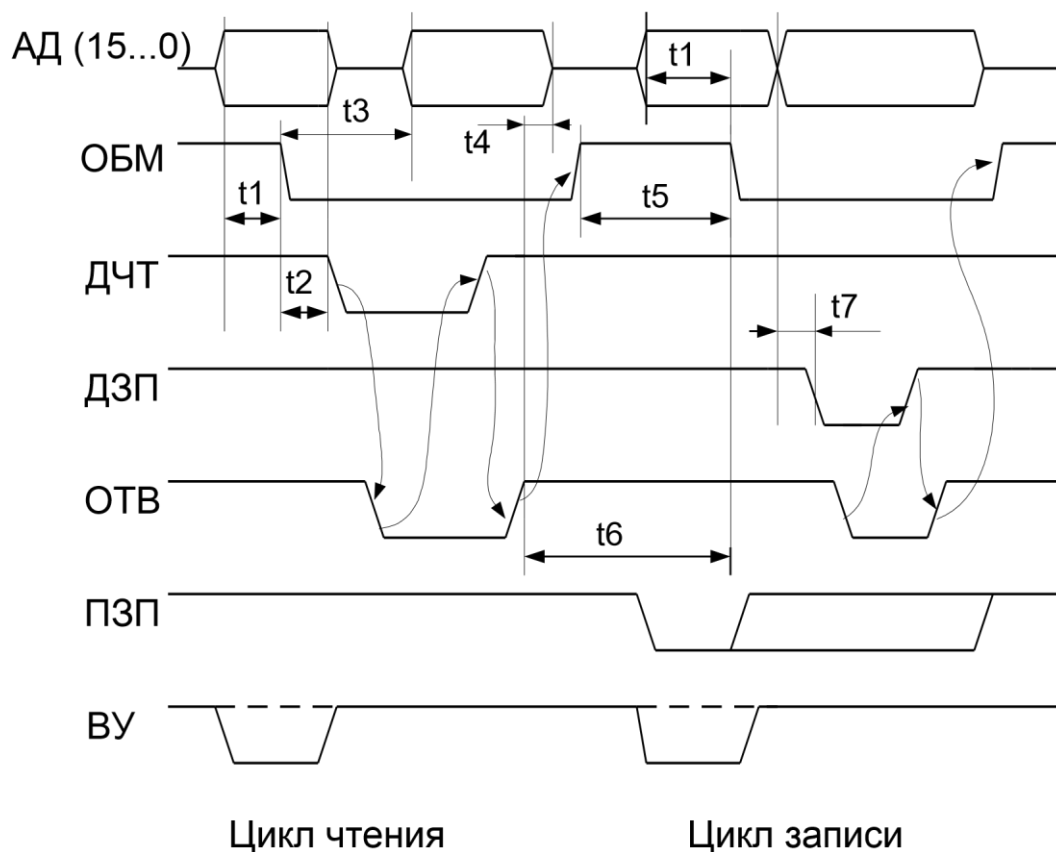 АД (15...0)
t1
t3
t4
ОБМ
t1
t5
ДЧТ
t2
t7
ДЗП
ОТВ
t6
ПЗП
ВУ
Цикл чтения
Цикл записи